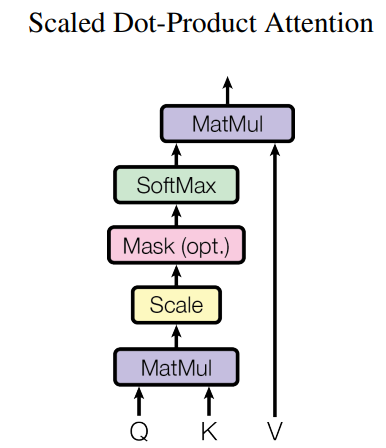 Scaled Dot-Product Attention
MatMul
SoftMax
Mask (opt.)
Scale
MatMul
Q K V